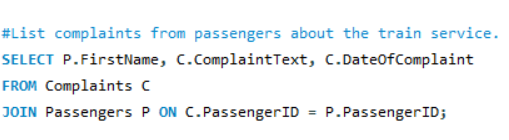 #List complaints from passengers about the train service.
SELECT P.FirstName, C.ComplaintText, C.DateOfComplaint
FROM Complaints C
JOIN Passengers P ON C.PassengerID = P.PassengerID;